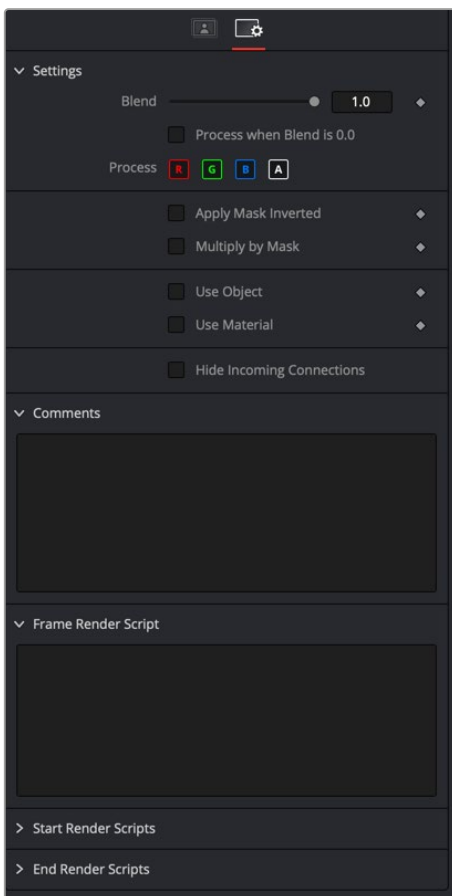 Settings
Blend 1.0
Process when Blend is 0.0
Process R G B A
Apply Mask Inverted
Multiply by Mask
Use Object
Use Material
Hide Incoming Connections
Comments
Frame Render Script
Start Render Scripts
End Render Scripts